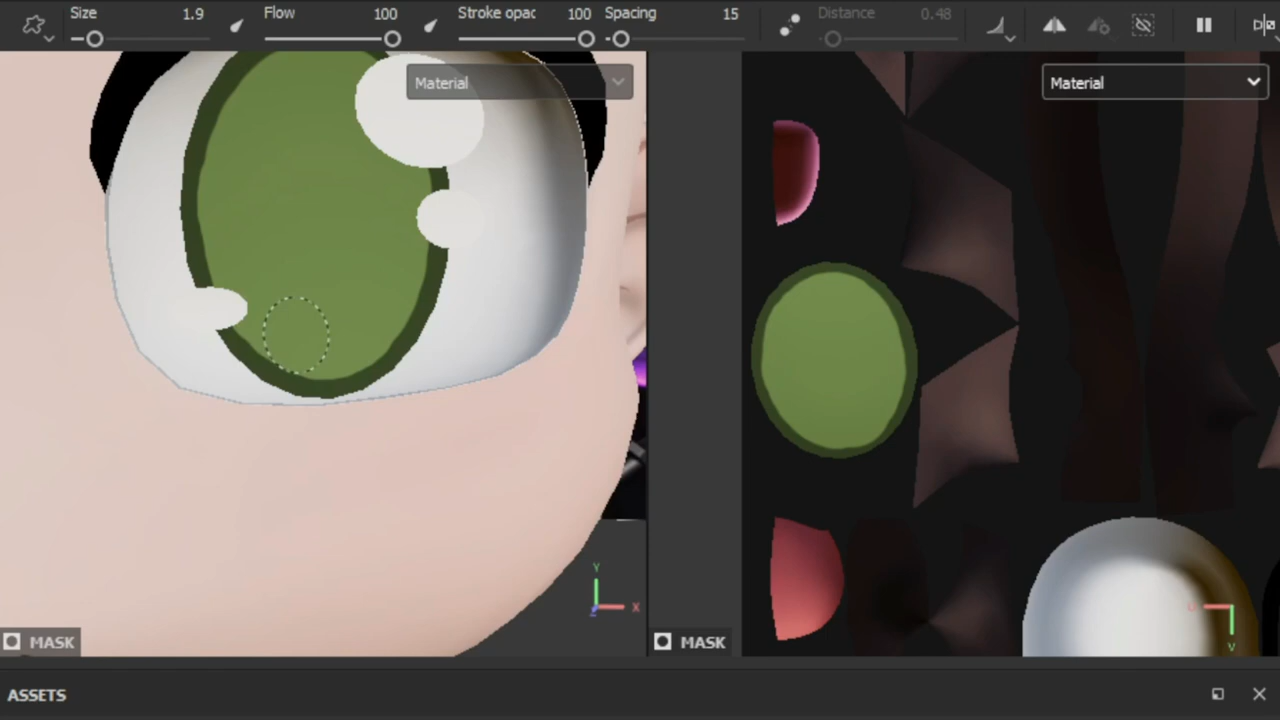 Size 1.9 Flow 100 Stroke opac 100 Spacing 15 Distance 0.48
Material Material
Y
X
V
MASK MASK
ASSETS